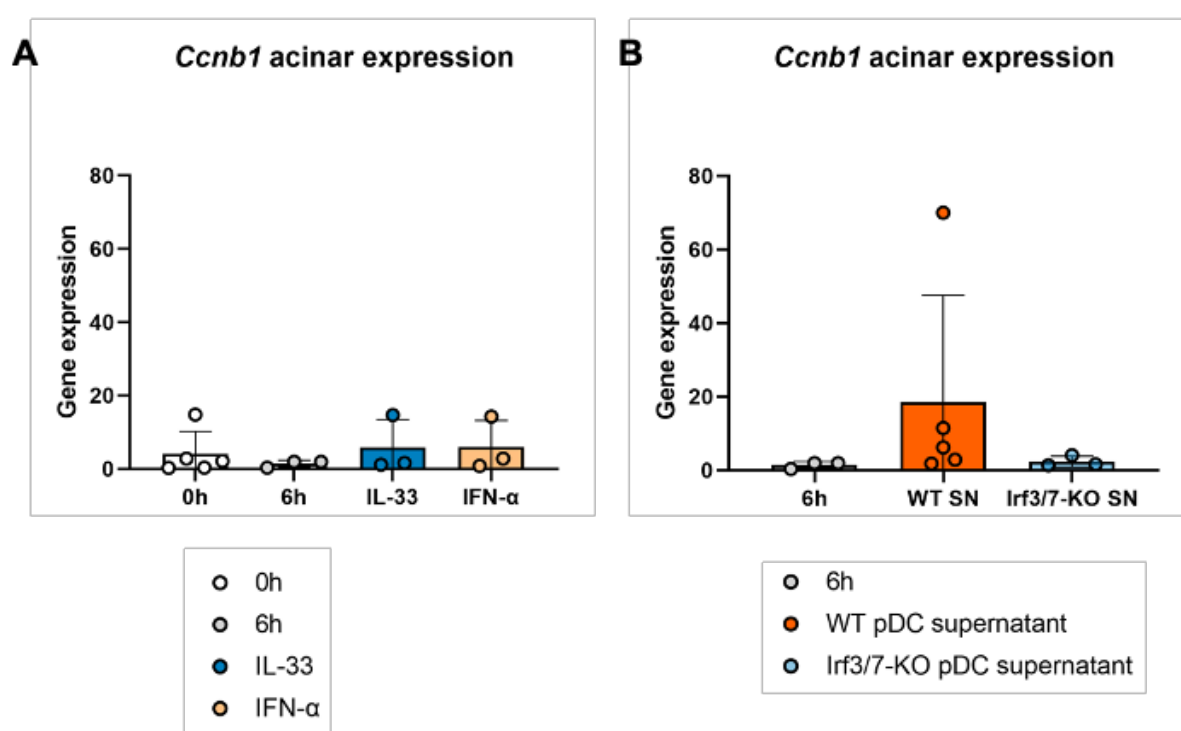 A
Ccnb1 acinar expression
Gene expression
80
60
40
20
0
0h
6h
IL-33
IFN-α
0h
6h
IL-33
IFN-α
B
Ccnb1 acinar expression
Gene expression
80
60
40
20
0
6h
WT SN
Irf3/7-KO SN
6h
WT pDC supernatant
Irf3/7-KO pDC supernatant